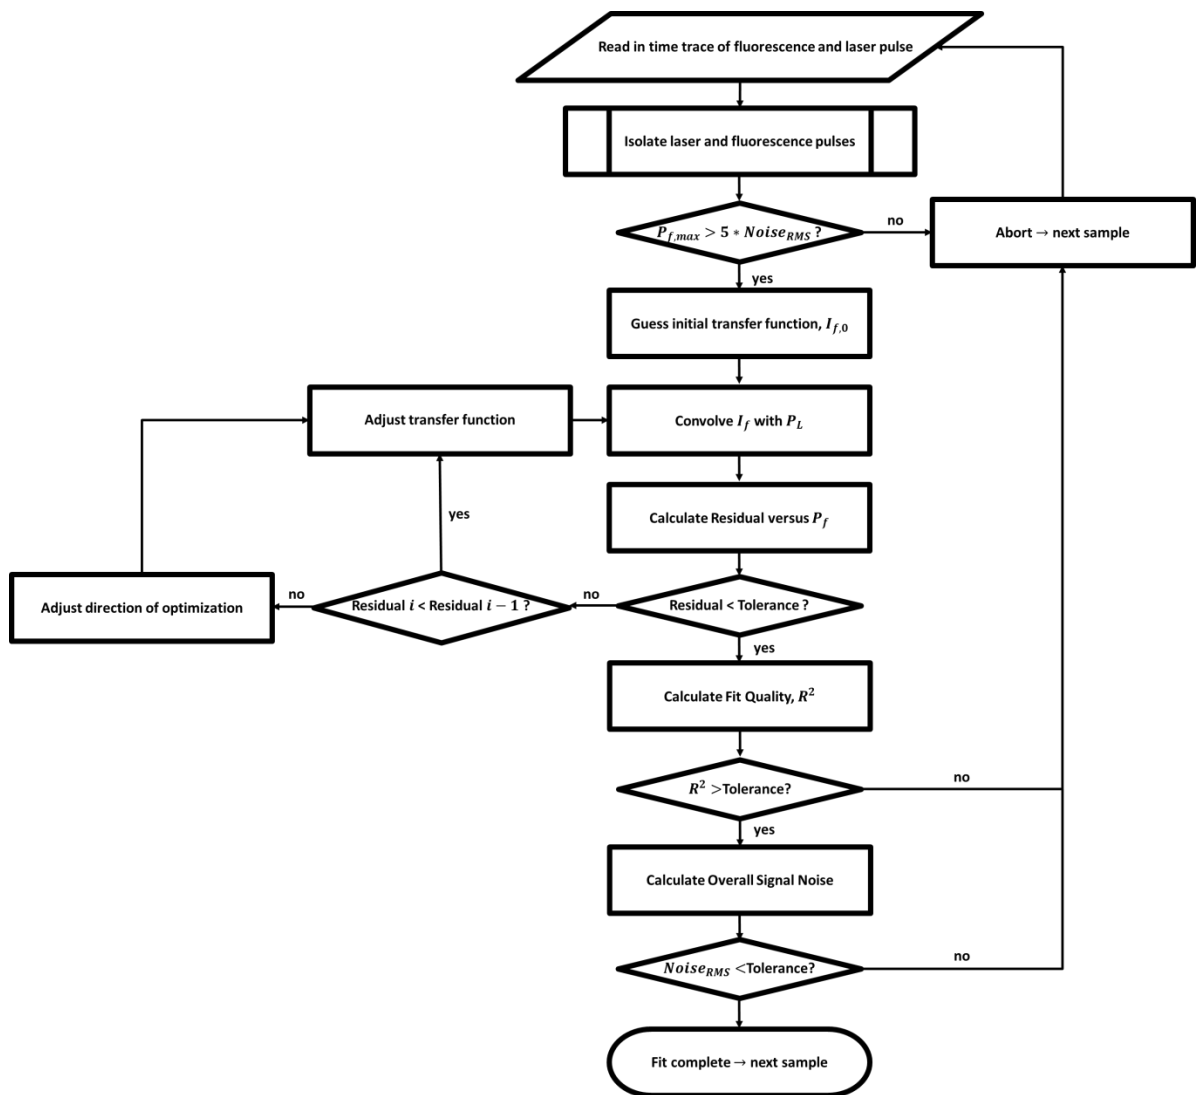 Read in time trace of fluorescence and laser pulse
Isolate laser and fluorescence pulses
P_{f,max} > 5 * Noise_{RMS} ?
no
Abort → next sample
yes
Guess initial transfer function, I_{f,0}
Adjust transfer function
Convolve I_f with P_L
yes
Calculate Residual versus P_f
Adjust direction of optimization
no
Residual i < Residual i − 1 ?
no
Residual < Tolerance ?
yes
Calculate Fit Quality, R^2
R^2 >Tolerance?
no
yes
Calculate Overall Signal Noise
Noise_{RMS} <Tolerance?
no
yes
Fit complete → next sample